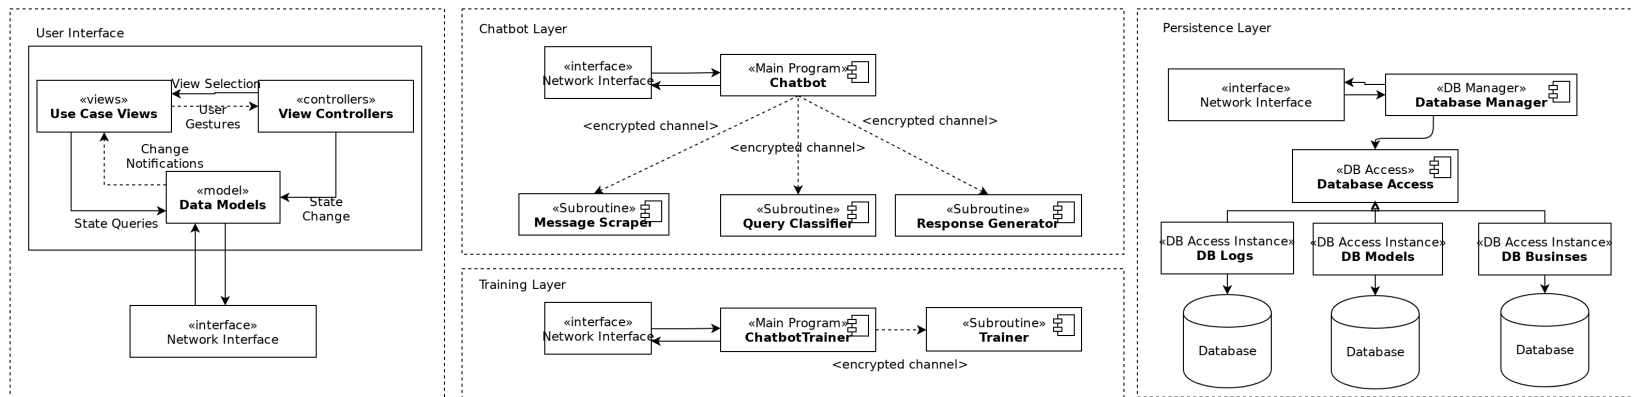 User Interface
«views»
Use Case Views
View Selection
User
Gestures
«controllers»
View Controllers
Change
Notifications
«model»
Data Models
State Queries
State
Change
«interface»
Network Interface
Chatbot Layer
«interface»
Network Interface
«Main Program»
Chatbot
<encrypted channel>
<encrypted channel>
<encrypted channel>
«Subroutine»
Message Scraper
«Subroutine»
Query Classifier
«Subroutine»
Response Generator
Training Layer
«interface»
Network Interface
«Main Program»
ChatbotTrainer
«Subroutine»
Trainer
<encrypted channel>
Persistence Layer
«interface»
Network Interface
«DB Manager»
Database Manager
«DB Access»
Database Access
«DB Access Instance»
DB Logs
«DB Access Instance»
DB Models
«DB Access Instance»
DB Businses
Database
Database
Database